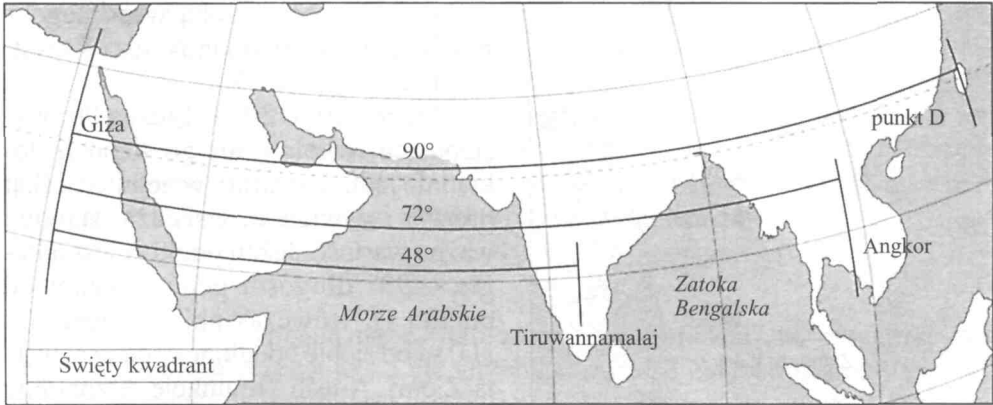 Giza
punkt D
90°
72°
48°
Angkor
Zatoka
Bengalska
Morze Arabskie
Tiruwannamalaj
Święty kwadrant